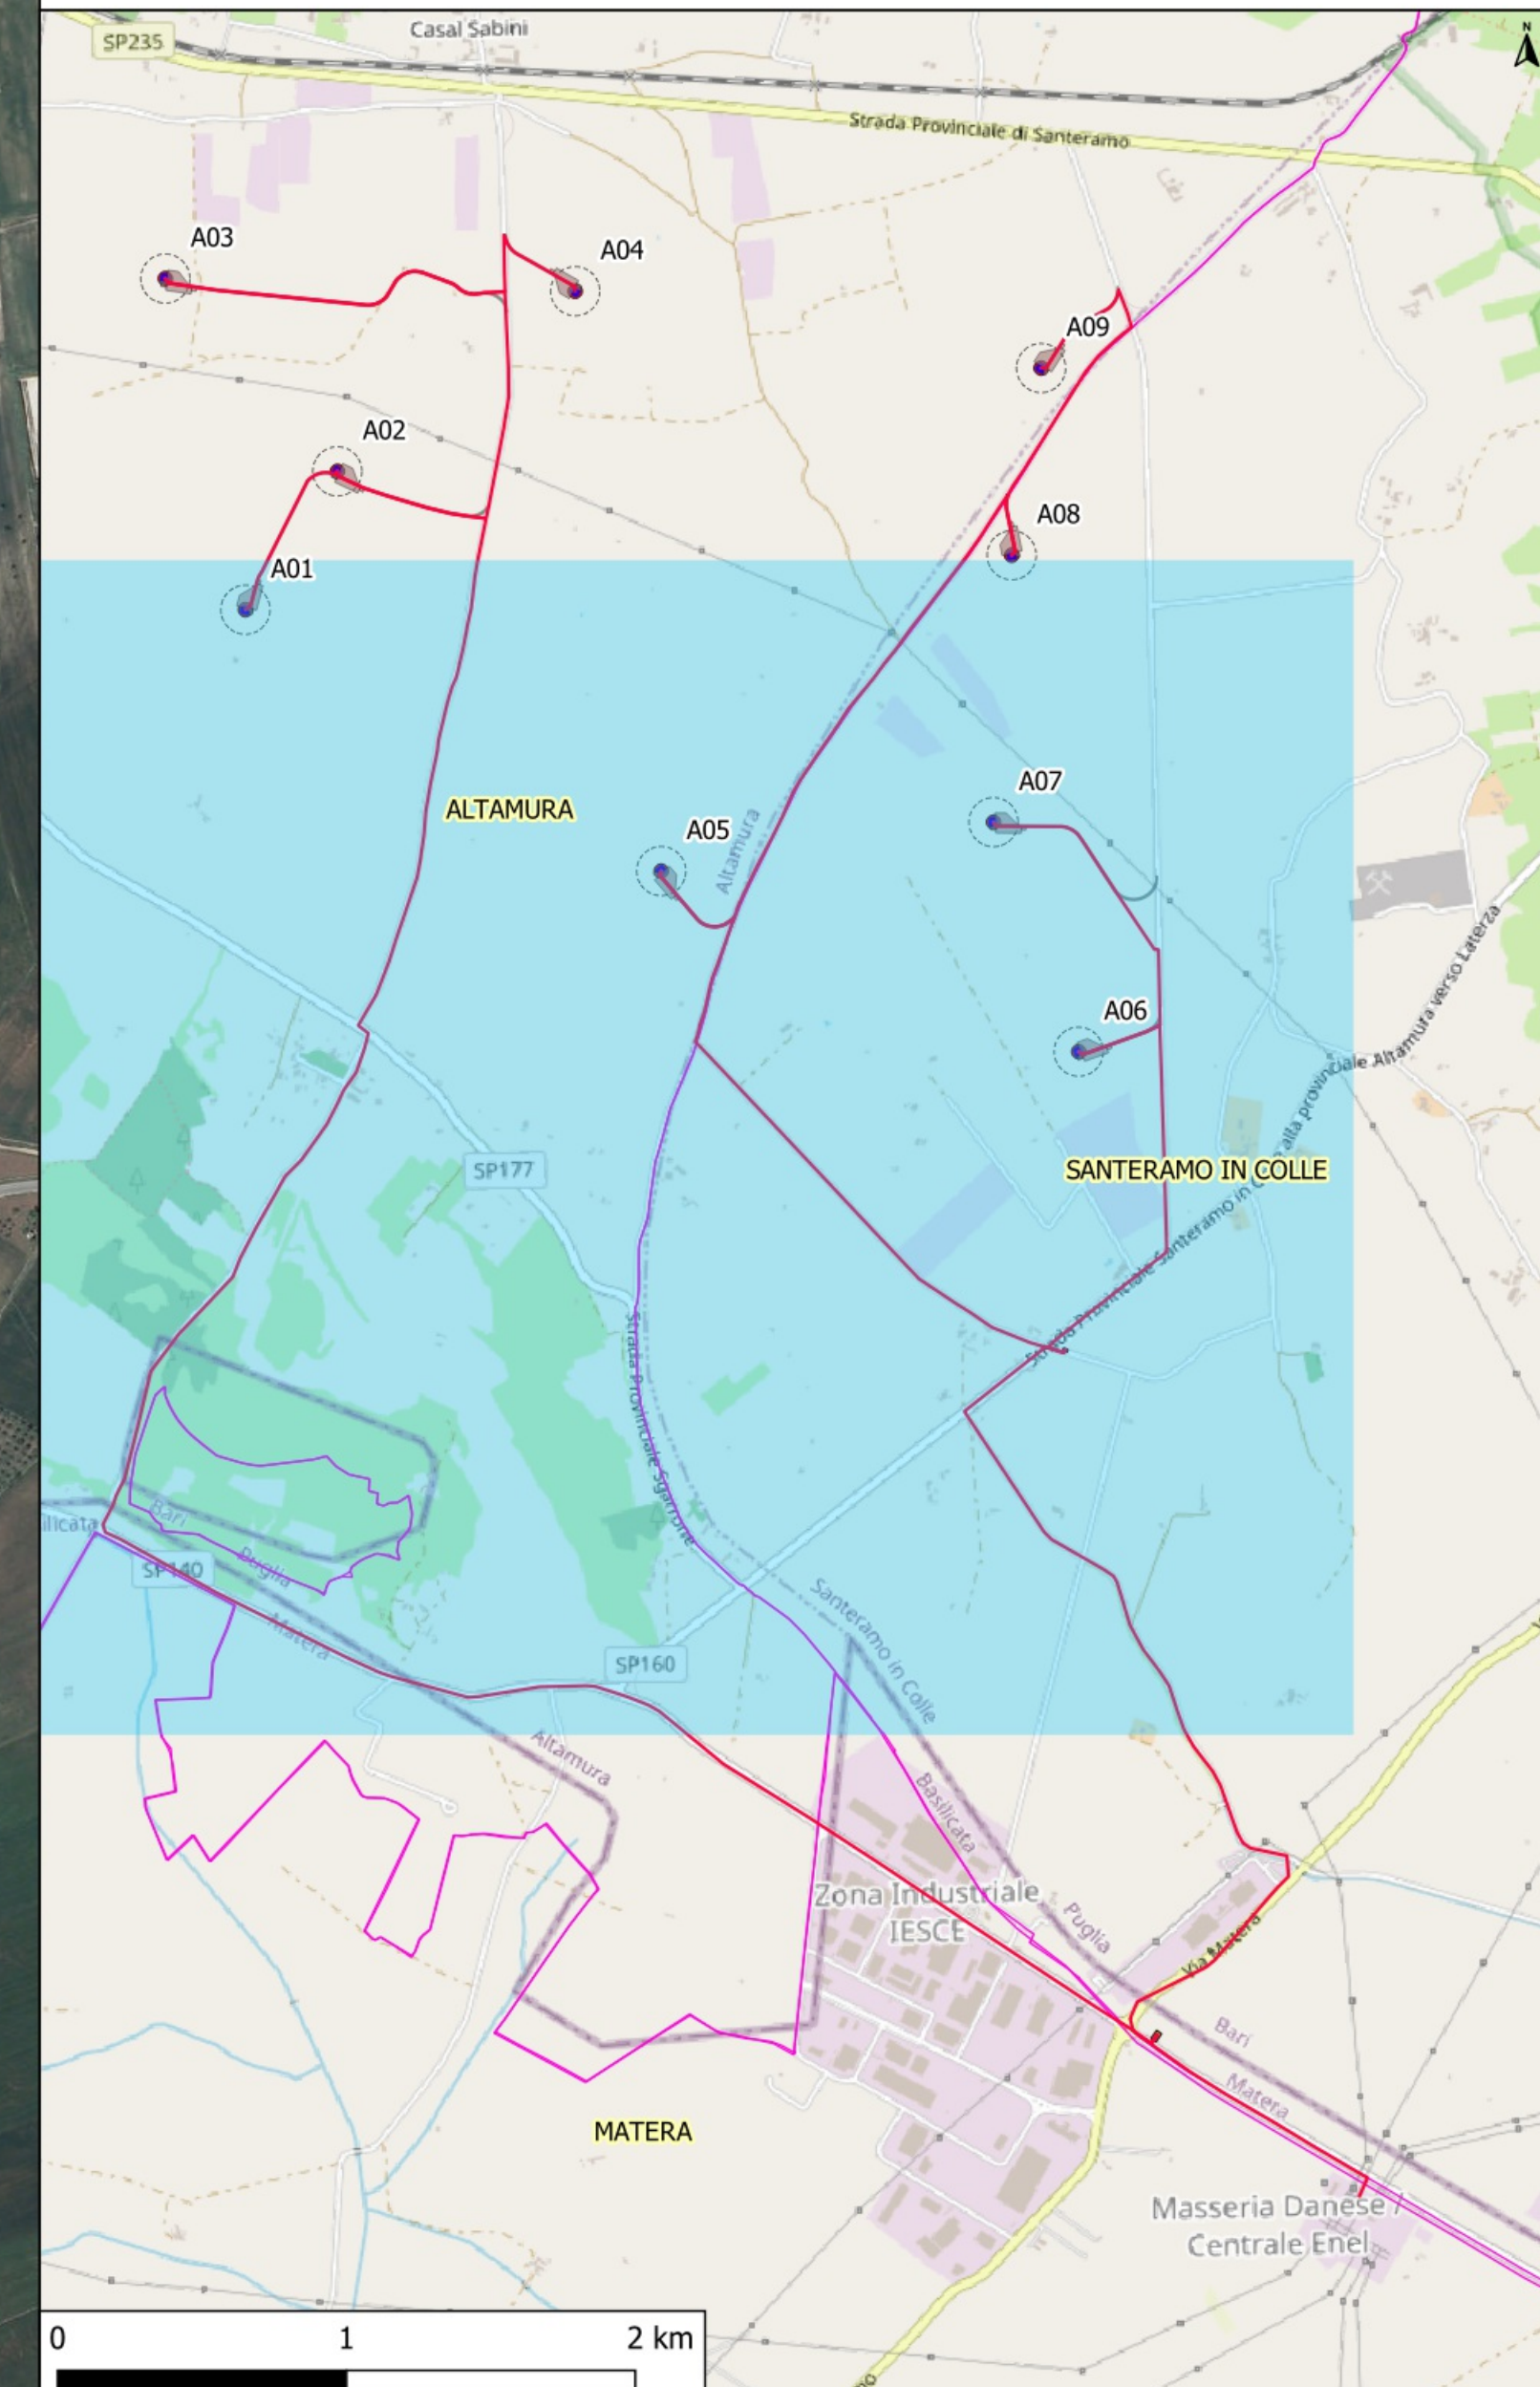 Casal Sabini
SP235
N
Strada Provinciale di Santeramo
A03
A04
A09
A02
A08
A01
A07
ALTAMURA
A05
Altamura
A06
Strada Provinciale Santeramo in
alla provinciale Altamura verso Laterza
SP177
SANTERAMO IN COLLE
Strada Provinciale Sgarrone
Bari
ilicata
Puglia
SP140
Matera
Santeramo in Colle
SP160
Altamura
Basilicata
Zona Industriale
IESCE
Puglia
Via Matera
Bari
Matera
MATERA
Masseria Danese /
Centrale Enel
0 1 2 km